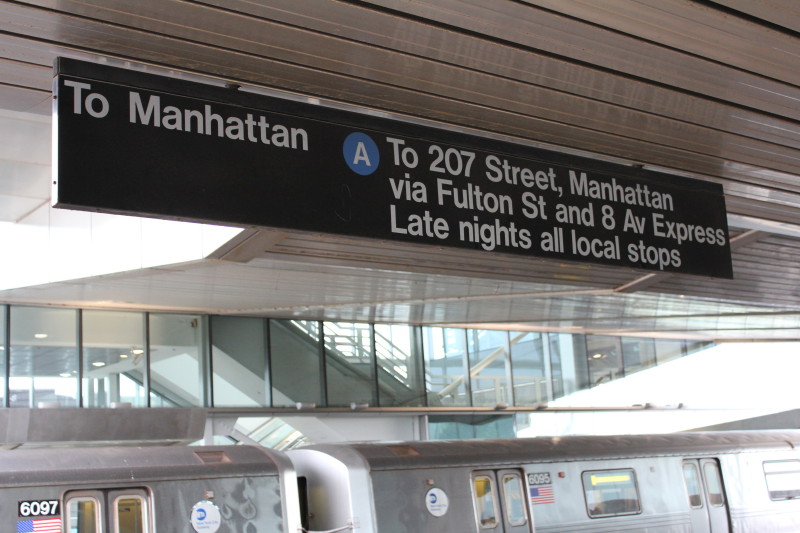 To Manhattan
A
To 207 Street, Manhattan
via Fulton St and 8 Av Express
Late nights all local stops
6097
6095